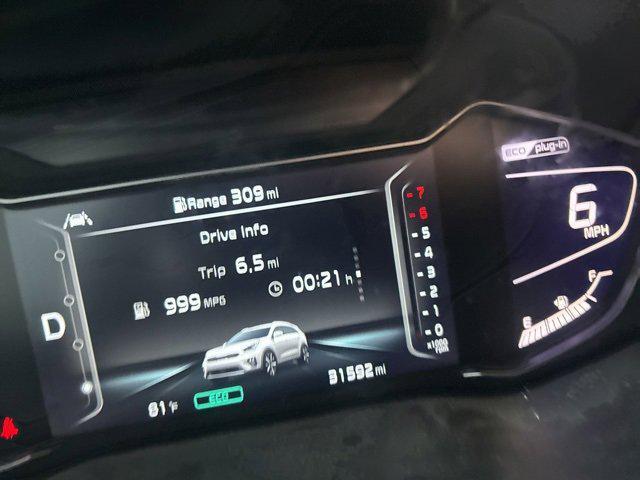 Range 309 mi
Drive Info
Trip 6.5 mi
999 MPG
00:21 h
D
81°F
ECO
31592 mi
7
6
5
4
3
2
1
0
x1000 rpm
ECO plug-in
6
MPH